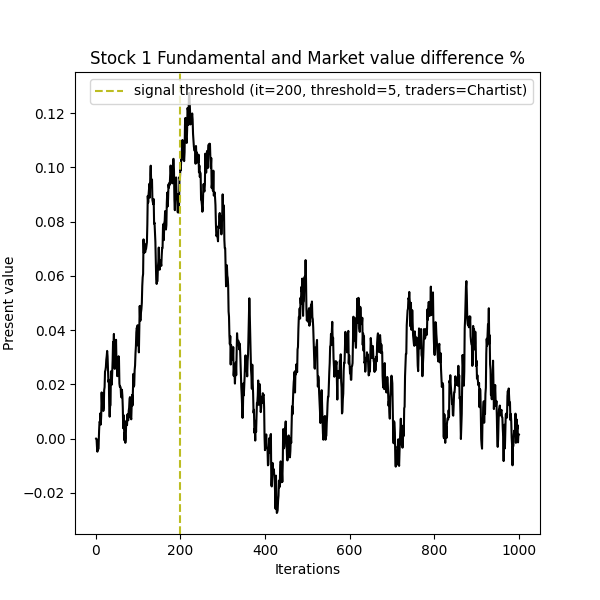 Stock 1 Fundamental and Market value difference %
signal threshold (it=200, threshold=5, traders=Chartist)
0.12
0.10
0.08
0.06
0.04
0.02
0.00
−0.02
Present value
0 200 400 600 800 1000
Iterations